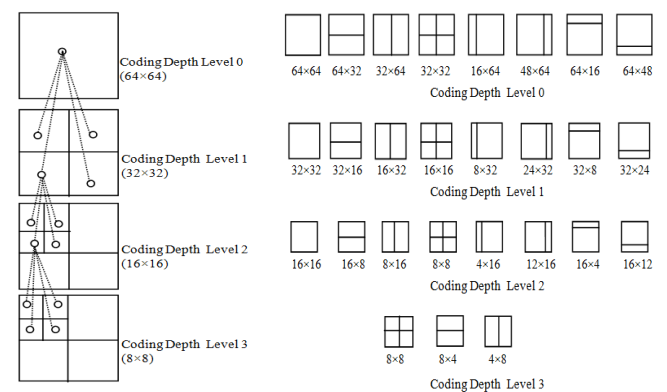 Coding Depth Level 0
(64×64)
Coding Depth Level 1
(32×32)
Coding Depth Level 2
(16×16)
Coding Depth Level 3
(8×8)
64×64 64×32 32×64 32×32 16×64 48×64 64×16 64×48
Coding Depth Level 0
32×32 32×16 16×32 16×16 8×32 24×32 32×8 32×24
Coding Depth Level 1
16×16 16×8 8×16 8×8 4×16 12×16 16×4 16×12
Coding Depth Level 2
8×8 8×4 4×8
Coding Depth Level 3